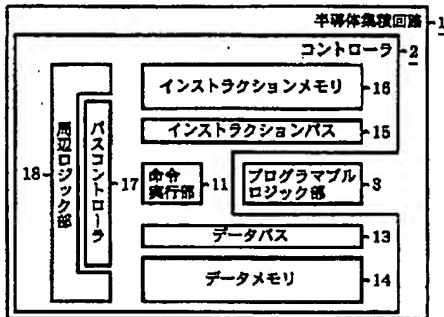 半導体集積回路 1
コントローラ 2
インストラクションメモリ 16
インストラクションバス 15
周辺ロジック部 18
バスコントローラ 17
命令実行部 11
プログラマブルロジック部 3
データバス 13
データメモリ 14